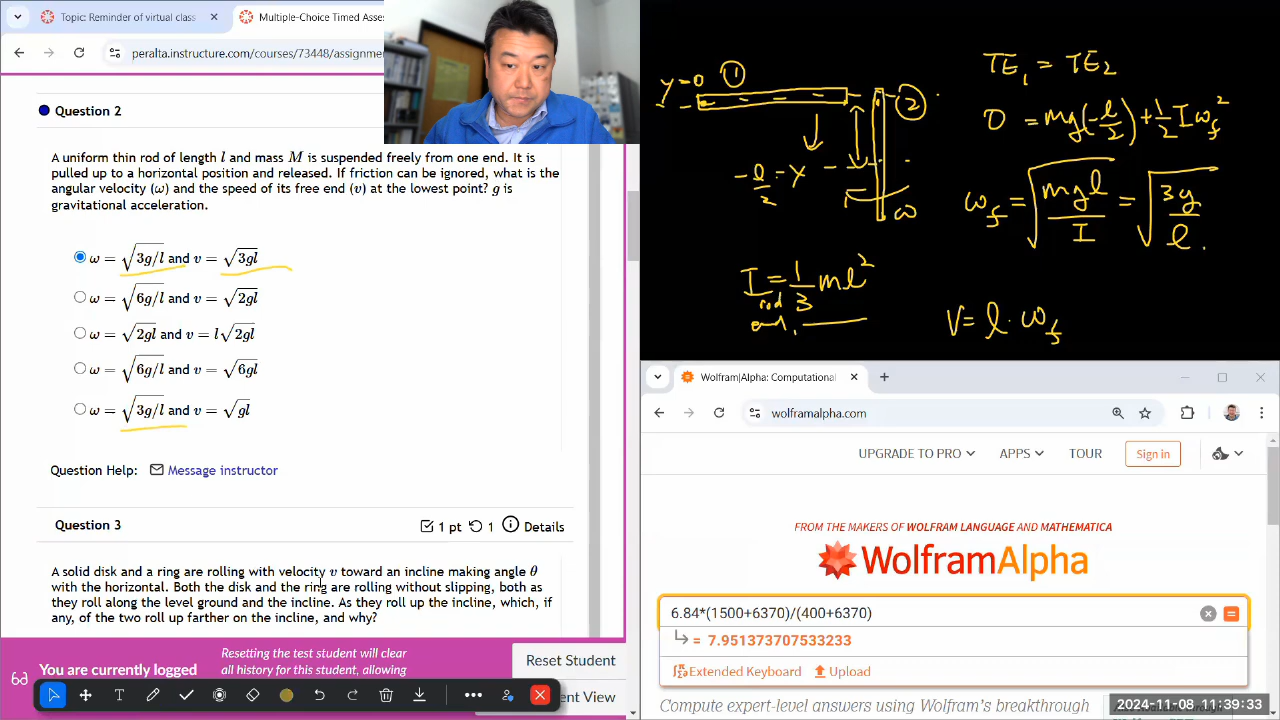 Topic: Reminder of virtual class
Multiple-Choice Timed Asses
peralta.instructure.com/courses/73448/assignment
Question 2
A uniform thin rod of length l and mass M is suspended freely from one end. It is
pulled up to a horizontal position and released. If friction can be ignored, what is the
angular velocity (ω) and the speed of its free end (v) at the lowest point? g is
gravitational acceleration.
ω = √3g/l and v = √3gl
ω = √6g/l and v = √2gl
ω = √2gl and v = l√2gl
ω = √6g/l and v = √6gl
ω = √3g/l and v = √gl
Question Help: Message instructor
Question 3
1 pt 1 Details
A solid disk and a ring are rolling with velocity v toward an incline making angle θ
with the horizontal. Both the disk and the ring are rolling without slipping, both as
they roll along the level ground and the incline. As they roll up the incline, which, if
any, of the two roll up farther on the incline, and why?
You are currently logged
Resetting the test student will clear
all history for this student, allowing
Reset Student
ent View
y=0 ① ②
-l/2 = y
ω
I = 1/3 ml²
rod
end.
TE₁ = TE₂
0 = mg(-l/2) + 1/2 Iω_f²
ω_f = √mgl/I = √3g/l.
v = l · ω_f
Wolfram|Alpha: Computational
wolframalpha.com
UPGRADE TO PRO APPS TOUR Sign in
FROM THE MAKERS OF WOLFRAM LANGUAGE AND MATHEMATICA
WolframAlpha
6.84*(1500+6370)/(400+6370)
= 7.951373707533233
Extended Keyboard Upload
Compute expert-level answers using Wolfram's breakthrough
2024-11-08 11:39:33